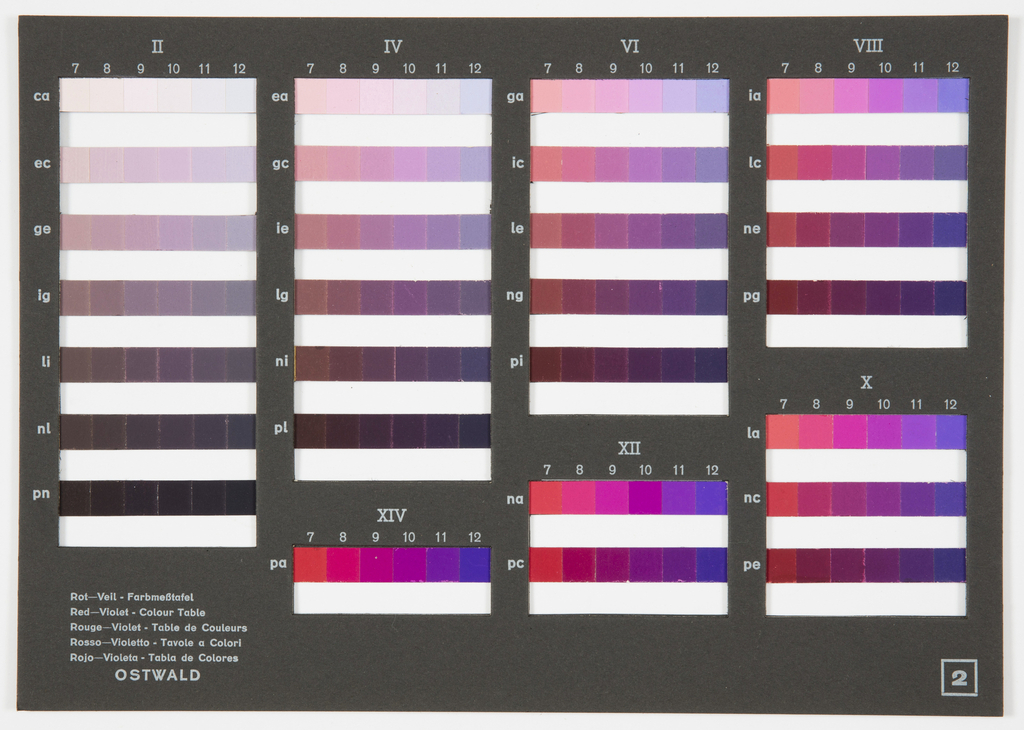 II
7 8 9 10 11 12
ca
ec
ge
ig
li
nl
pn
IV
7 8 9 10 11 12
ea
gc
ie
lg
ni
pl
VI
7 8 9 10 11 12
ga
ic
le
ng
pi
VIII
7 8 9 10 11 12
ia
lc
ne
pg
X
7 8 9 10 11 12
la
nc
pe
XII
7 8 9 10 11 12
na
pc
XIV
7 8 9 10 11 12
pa
Rot—Veil - Farbmeßtafel
Red—Violet - Colour Table
Rouge—Violet - Table de Couleurs
Rosso—Violetto - Tavole a Colori
Rojo—Violeta - Tabla de Colores
OSTWALD
2